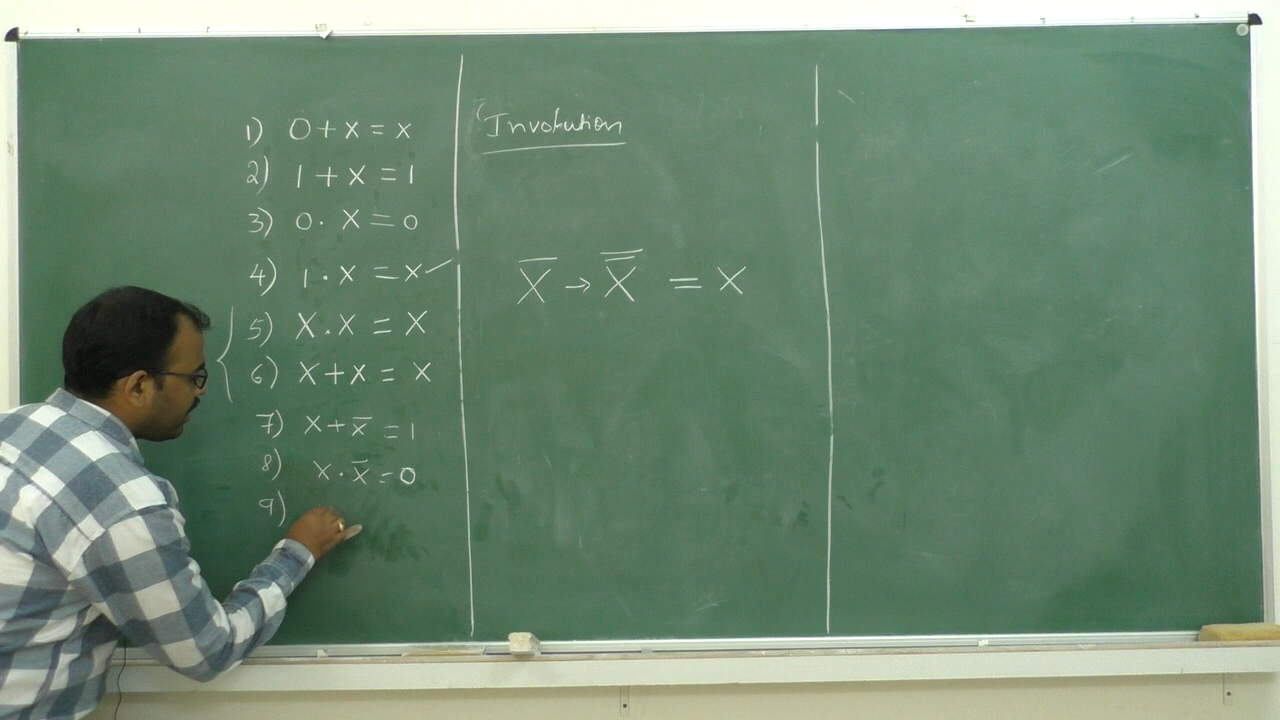 1) 0 + x = x
2) 1 + x = 1
3) 0 · x = 0
4) 1 · x = x ✓
5) x . x = x
6) x + x = x
7) x + x̅ = 1
8) x · x̅ = 0
9)
Involution
x̅ → x̿ = x